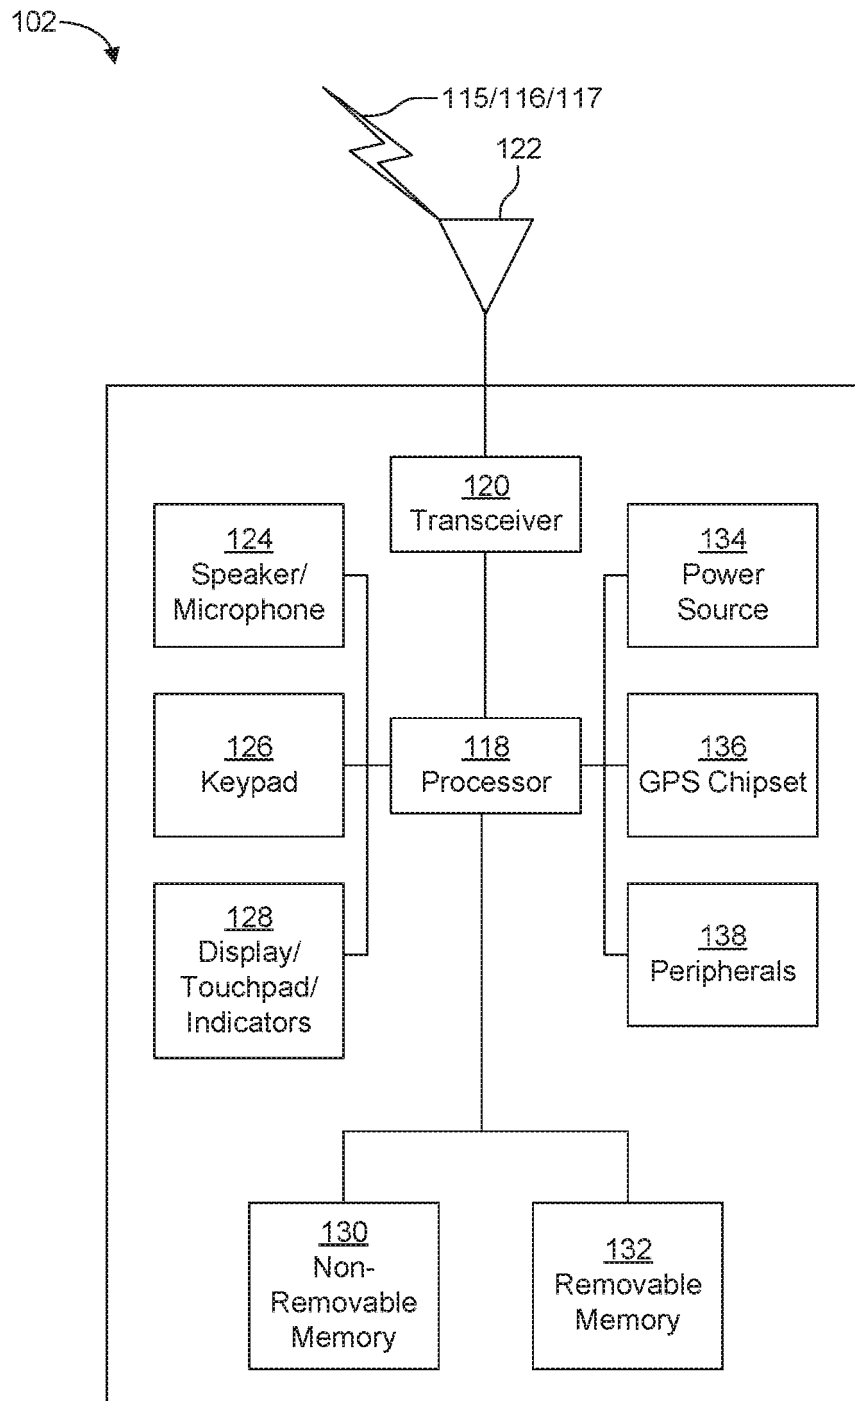 102
115/116/117
122
120
Transceiver
124
Speaker/
Microphone
134
Power
Source
126
Keypad
118
Processor
136
GPS Chipset
128
Display/
Touchpad/
Indicators
138
Peripherals
130
Non-
Removable
Memory
132
Removable
Memory